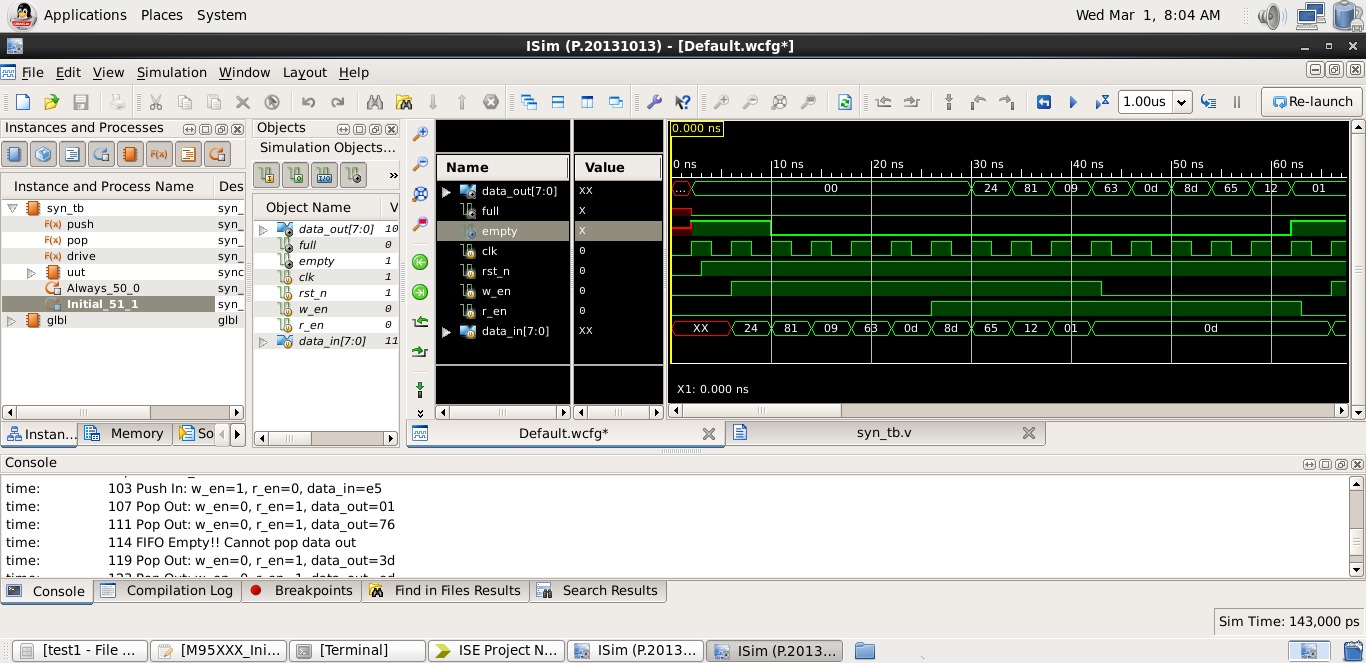 Applications Places System Wed Mar 1, 8:04 AM
ISim (P.20131013) - [Default.wcfg*]
File Edit View Simulation Window Layout Help
1.00us Re-launch
Instances and Processes
Objects
Simulation Objects...
»
Instance and Process Name Des
syn_tb syn_
push syn_
pop syn_
drive syn_
uut sync
Always_50_0 syn_
Initial_51_1 syn_
glbl glbl
Object Name V
data_out[7:0] 10
full 0
empty 1
clk 1
rst_n 1
w_en 0
r_en 0
data_in[7:0] 11
Name Value
data_out[7:0] XX
full X
empty X
clk 0
rst_n 0
w_en 0
r_en 0
data_in[7:0] XX
0.000 ns
0 ns 10 ns 20 ns 30 ns 40 ns 50 ns 60 ns
... 00 24 81 09 63 0d 8d 65 12 01
XX 24 81 09 63 0d 8d 65 12 01 0d
X1: 0.000 ns
Instan... Memory So
Default.wcfg* syn_tb.v
Console
time: 103 Push In: w_en=1, r_en=0, data_in=e5
time: 107 Pop Out: w_en=0, r_en=1, data_out=01
time: 111 Pop Out: w_en=0, r_en=1, data_out=76
time: 114 FIFO Empty!! Cannot pop data out
time: 119 Pop Out: w_en=0, r_en=1, data_out=3d
Console Compilation Log Breakpoints Find in Files Results Search Results
Sim Time: 143,000 ps
[test1 - File ... [M95XXX_Ini... [Terminal] ISE Project N... ISim (P.2013... ISim (P.2013...